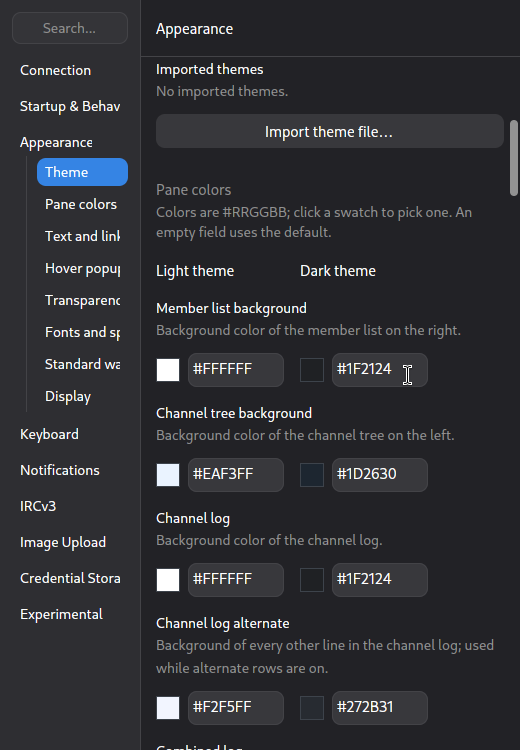 Search...
Connection
Startup & Behav
Appearance
Theme
Pane colors
Text and link
Hover popu
Transparenc
Fonts and sp
Standard wa
Display
Keyboard
Notifications
IRCv3
Image Upload
Credential Stora
Experimental
Appearance
Imported themes
No imported themes.
Import theme file...
Pane colors
Colors are #RRGGBB; click a swatch to pick one. An
empty field uses the default.
Light theme Dark theme
Member list background
Background color of the member list on the right.
#FFFFFF #1F2124
Channel tree background
Background color of the channel tree on the left.
#EAF3FF #1D2630
Channel log
Background color of the channel log.
#FFFFFF #1F2124
Channel log alternate
Background of every other line in the channel log; used
while alternate rows are on.
#F2F5FF #272B31